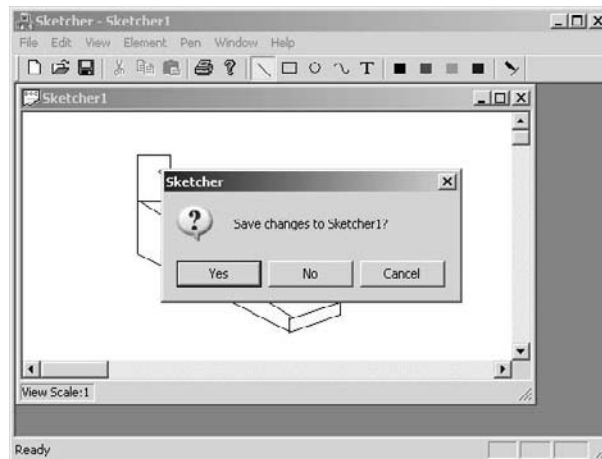 Sketcher - Sketcher1
File Edit View Element Pen Window Help
T
Sketcher1
Sketcher
Save changes to Sketcher1?
Yes No Cancel
View Scale:1
Ready